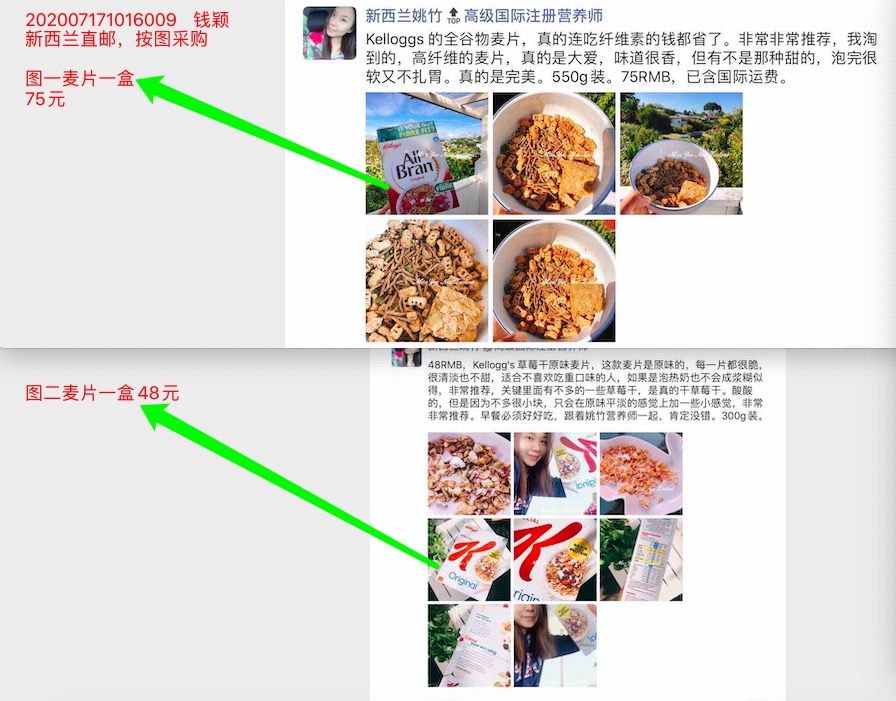 202007171016009 钱颖
新西兰直邮，按图采购
图一麦片一盒
75元
新西兰姚竹 TOP 高级国际注册营养师
Kelloggs 的全谷物麦片，真的连吃纤维素的钱都省了。非常非常推荐，我淘
到的，高纤维的麦片，真的是大爱，味道很香，但有不是那种甜的，泡完很
软又不扎胃。真的是完美。550g装。75RMB，已含国际运费。
IS YOUR GUT
FIBRE FIT?
Kellogg's
All
Bran
Original
FIBRE
图二麦片一盒48元
48RMB，Kellogg's 草莓干原味麦片，这款麦片是原味的，每一片都很脆，
很清淡也不甜，适合不喜欢吃重口味的人，如果是泡热奶也不会成浆糊似
得，非常推荐，关键里面有不多的一些草莓干，是真的干草莓干。酸酸
的，但是因为不多很小块，只会在原味平淡的感觉上加一些小感觉，非常
非常推荐。早餐必须好好吃，跟着姚竹营养师一起，肯定没错。300g装。
K
Original
SPECIAL
K